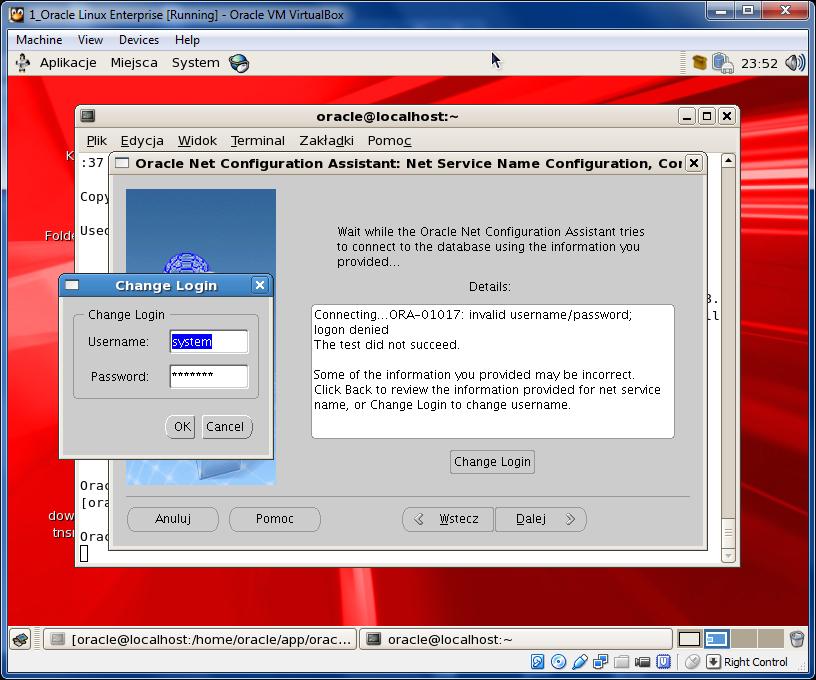 1_Oracle Linux Enterprise [Running] - Oracle VM VirtualBox
Machine View Devices Help
Aplikacje Miejsca System 23:52
oracle@localhost:~
Plik Edycja Widok Terminal Zakładki Pomoc
:37
Oracle Net Configuration Assistant: Net Service Name Configuration,
Copy
Wait while the Oracle Net Configuration Assistant tries
to connect to the database using the information you
provided...
Details:
Change Login
Change Login
Username: system
Password: *******
OK Cancel
Connecting...ORA-01017: invalid username/password;
logon denied
The test did not succeed.
Some of the information you provided may be incorrect.
Click Back to review the information provided for net service
name, or Change Login to change username.
Change Login
Orac
[ora
Orac
Anuluj Pomoc Wstecz Dalej
[oracle@localhost:/home/oracle/app/orac... oracle@localhost:~
Right Control